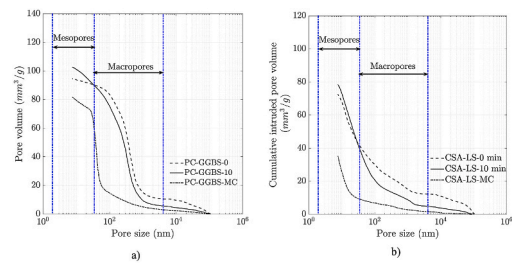 140
120
100
80
60
40
20
0
Pore volume (mm³/g)
Mesopores
Macropores
PC-GGBS-0
PC-GGBS-10
PC-GGBS-MC
10⁰
10²
10⁴
10⁶
Pore size (nm)
a)
120
100
80
60
40
20
0
Cumulative intruded pore volume
(mm³/g)
Mesopores
Macropores
CSA-LS-0 min
CSA-LS-10 min
CSA-LS-MC
10⁰
10²
10⁴
10⁶
Pore size (nm)
b)